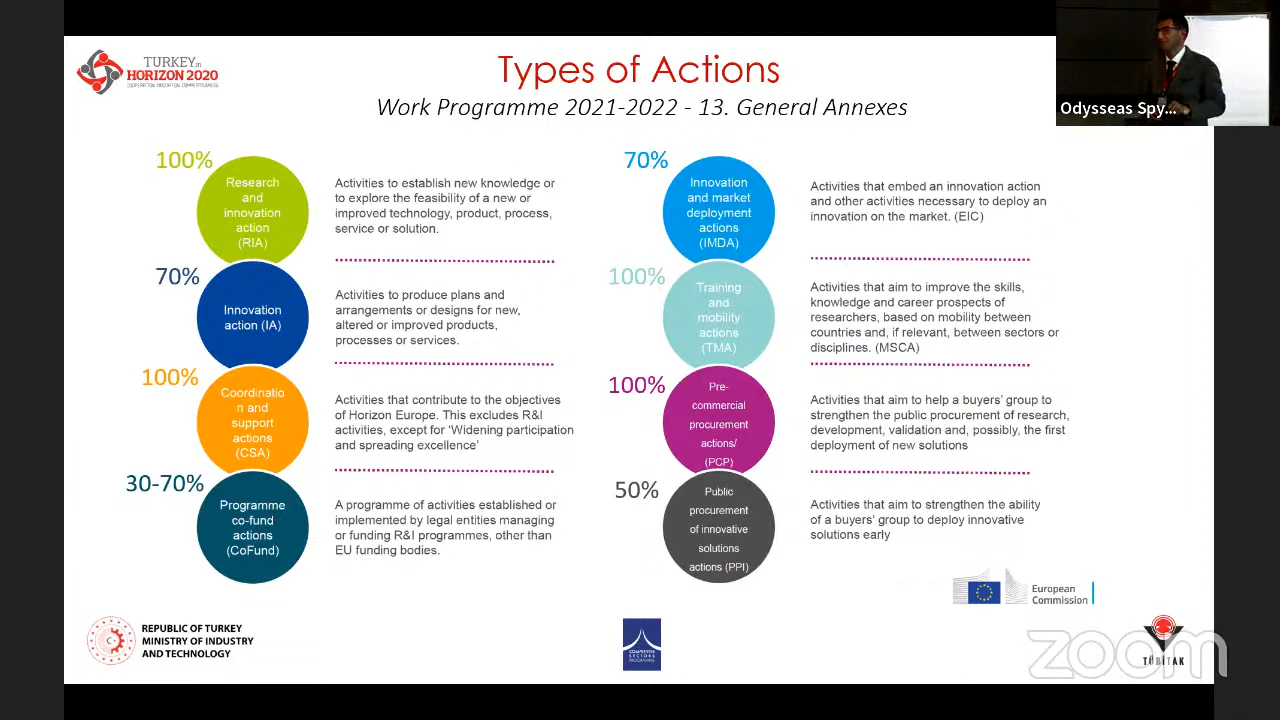 TURKEY in
HORIZON 2020
COOPERATION INNOVATION COMPETITIVENESS
Types of Actions
Work Programme 2021-2022 - 13. General Annexes
Odysseas Spy...
100%
Research
and
innovation
action
(RIA)
Activities to establish new knowledge or
to explore the feasibility of a new or
improved technology, product, process,
service or solution.
70%
Innovation
action (IA)
Activities to produce plans and
arrangements or designs for new,
altered or improved products,
processes or services.
100%
Coordinatio
n and
support
actions
(CSA)
Activities that contribute to the objectives
of Horizon Europe. This excludes R&I
activities, except for ‘Widening participation
and spreading excellence’
30-70%
Programme
co-fund
actions
(CoFund)
A programme of activities established or
implemented by legal entities managing
or funding R&I programmes, other than
EU funding bodies.
70%
Innovation
and market
deployment
actions
(IMDA)
Activities that embed an innovation action
and other activities necessary to deploy an
innovation on the market. (EIC)
100%
Training
and
mobility
actions
(TMA)
Activities that aim to improve the skills,
knowledge and career prospects of
researchers, based on mobility between
countries and, if relevant, between sectors or
disciplines. (MSCA)
100%
Pre-
commercial
procurement
actions/
(PCP)
Activities that aim to help a buyers’ group to
strengthen the public procurement of research,
development, validation and, possibly, the first
deployment of new solutions
50%
Public
procurement
of innovative
solutions
actions (PPI)
Activities that aim to strengthen the ability
of a buyers’ group to deploy innovative
solutions early
European
Commission
REPUBLIC OF TURKEY
MINISTRY OF INDUSTRY
AND TECHNOLOGY
COMPETITIVE
SECTORS
PROGRAMME
TÜBİTAK
zoom